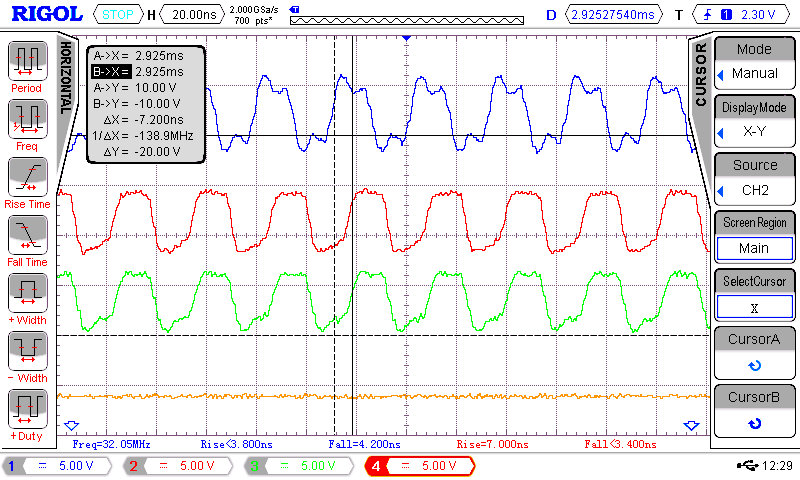 RIGOL STOP H 20.00ns 2.000GSa/s 700 pts* T D 2.92527540ms T 1 2.30 V
HORIZONTAL
Period
Freq
Rise Time
Fall Time
+Width
- Width
+Duty
A->X= 2.925ms
B->X= 2.925ms
A->Y= 10.00 V
B->Y= -10.00 V
ΔX= -7.200ns
1/ΔX= -138.9MHz
ΔY= -20.00 V
CURSOR
Mode
Manual
DisplayMode
X-Y
Source
CH2
Screen Region
Main
SelectCursor
X
CursorA
CursorB
Freq=32.05MHz Rise<3.800ns Fall=4.200ns Rise=7.000ns Fall<3.400ns
1 5.00 V 2 5.00 V 3 5.00 V 4 5.00 V 12:29